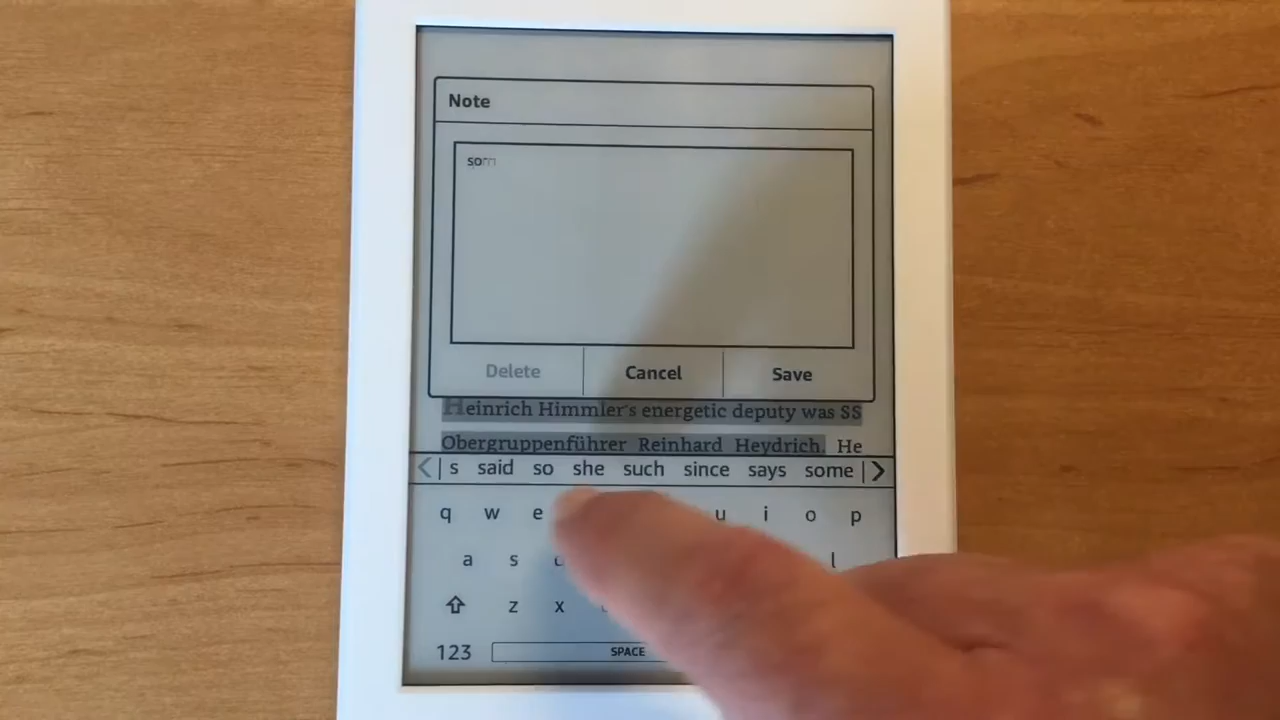 Note
som
Delete Cancel Save
Heinrich Himmler's energetic deputy was SS
Obergruppenführer Reinhard Heydrich. He
< | s said so she such since says some | >
q w e u i o p
a s l
z x
123 SPACE